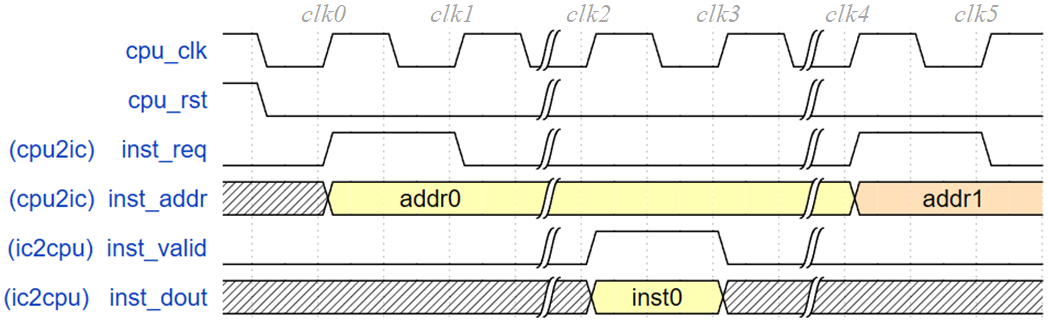 clk0 clk1 clk2 clk3 clk4 clk5
cpu_clk
cpu_rst
(cpu2ic) inst_req
(cpu2ic) inst_addr addr0 addr1
(ic2cpu) inst_valid
(ic2cpu) inst_dout inst0